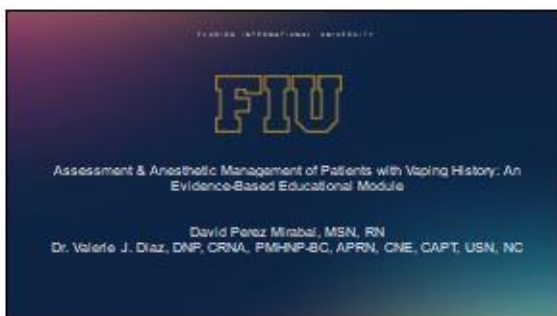 FLORIDA INTERNATIONAL UNIVERSITY
FIU
Assessment & Anesthetic Management of Patients with Vaping History: An
Evidence-Based Educational Module
David Perez Mirabal, MSN, RN
Dr. Valerie J. Diaz, DNP, CRNA, PMHNP-BC, APRN, CNE, CAPT, USN, NC